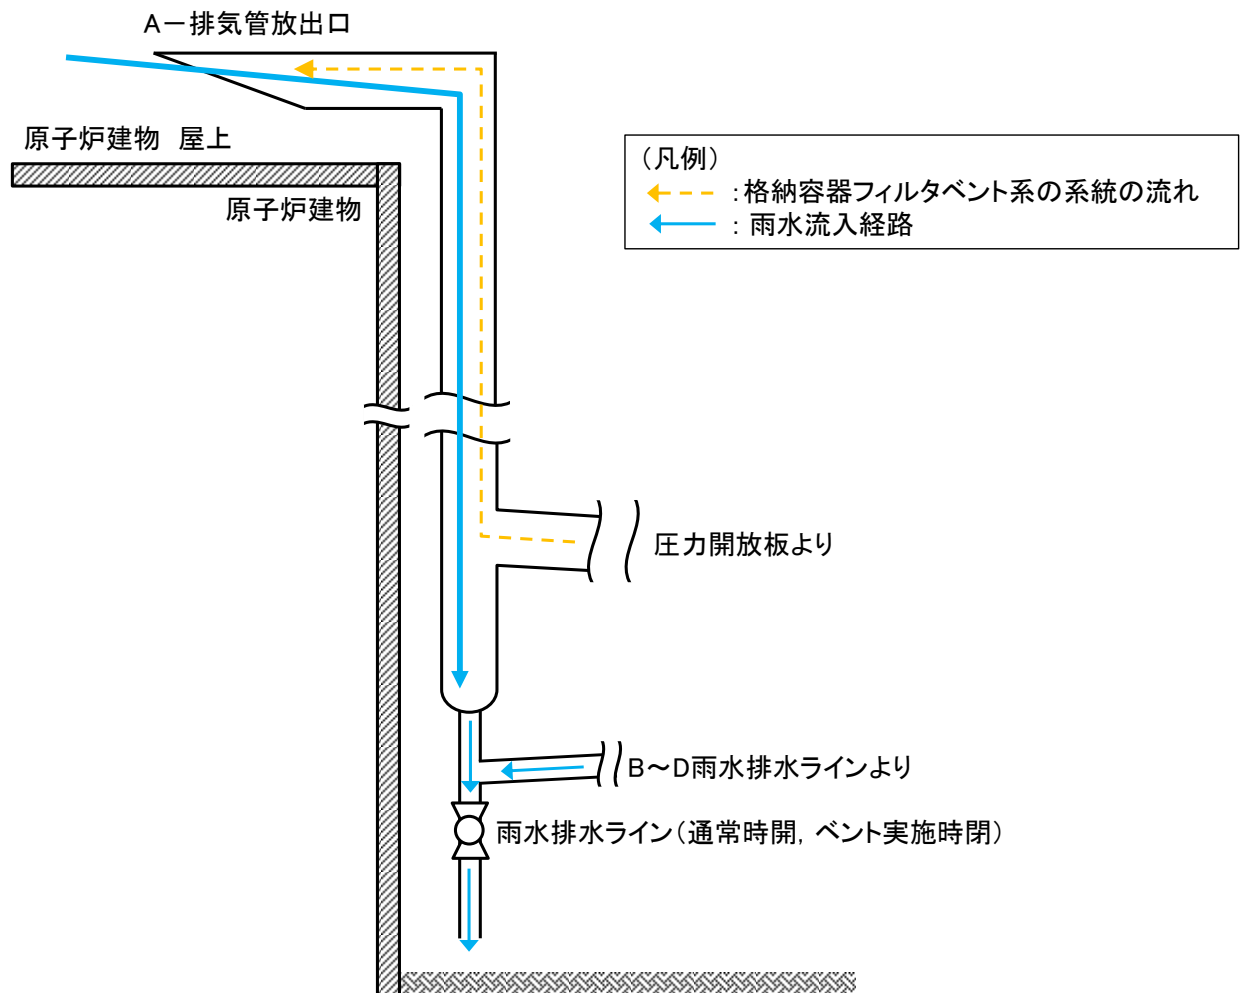 A－排気管放出口
原子炉建物　屋上
原子炉建物
（凡例）
：格納容器フィルタベント系の系統の流れ
：雨水流入経路
圧力開放板より
B～D雨水排水ラインより
雨水排水ライン（通常時開，ベント実施時閉）